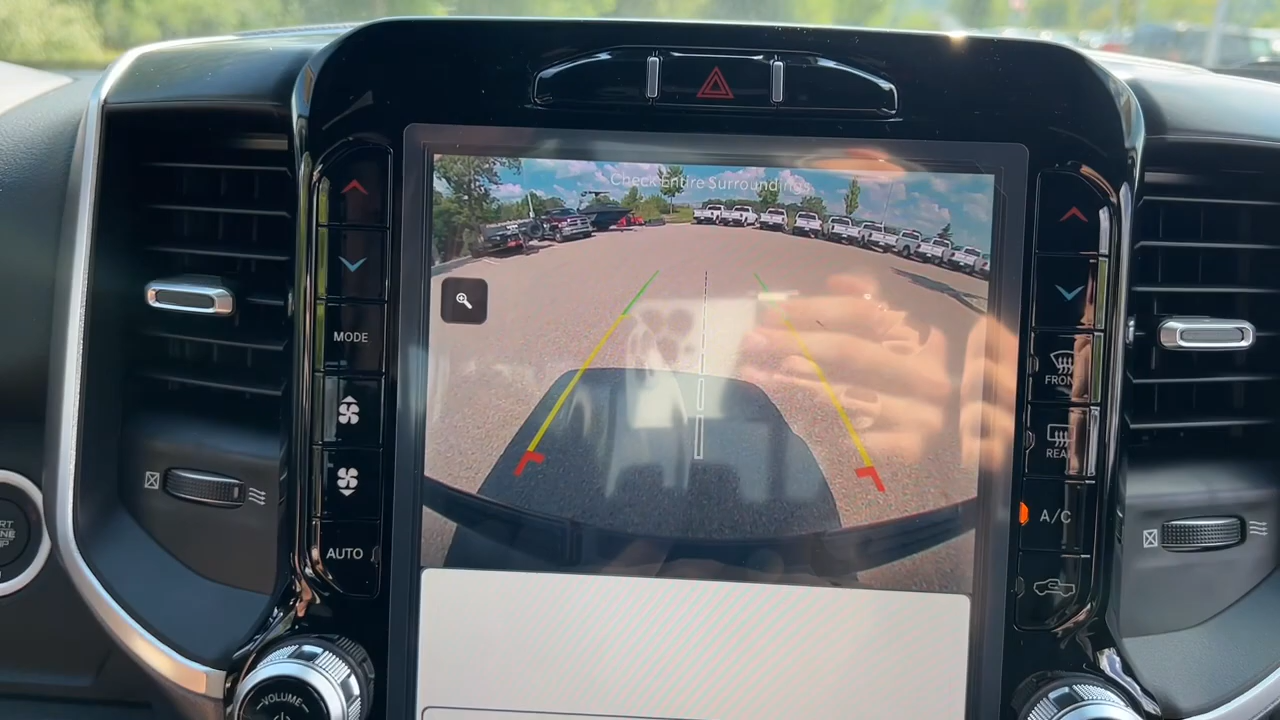 Check Entire Surroundings
MODE
FRONT
REAR
A/C
AUTO
VOLUME